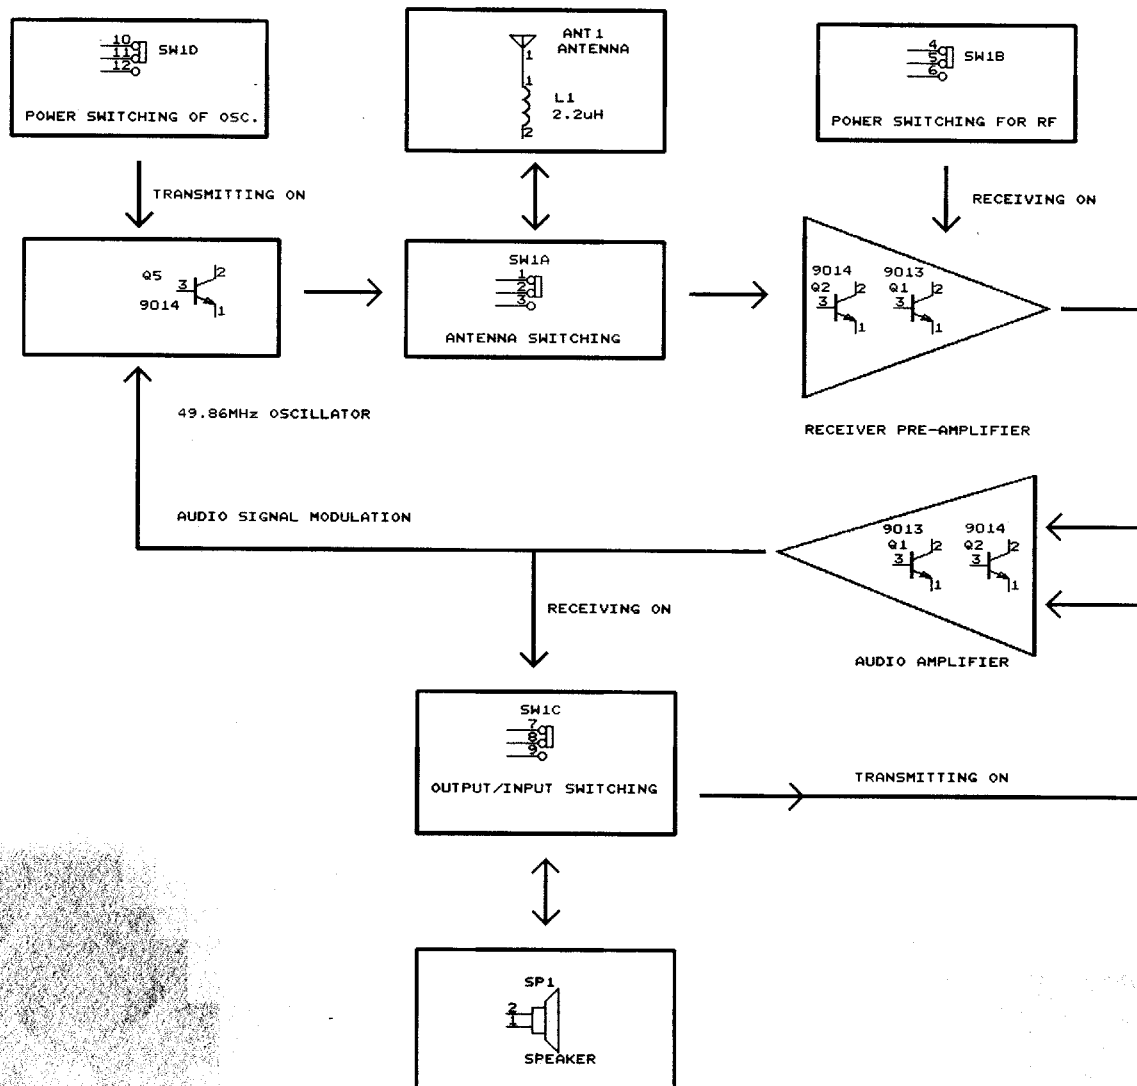 10
11
12
SW1D
POWER SWITCHING OF OSC.
ANT1
ANTENNA
1
1
L1
2.2uH
2
4
5
6
SW1B
POWER SWITCHING FOR RF
TRANSMITTING ON
RECEIVING ON
Q5
2
3
9014
1
SW1A
1
2
3
ANTENNA SWITCHING
9014
Q2
2
3
1
9013
Q1
2
3
1
49.86MHz OSCILLATOR
RECEIVER PRE-AMPLIFIER
AUDIO SIGNAL MODULATION
9013
Q1
2
3
1
9014
Q2
2
3
1
RECEIVING ON
AUDIO AMPLIFIER
SW1C
7
8
9
OUTPUT/INPUT SWITCHING
TRANSMITTING ON
SP1
2
1
SPEAKER